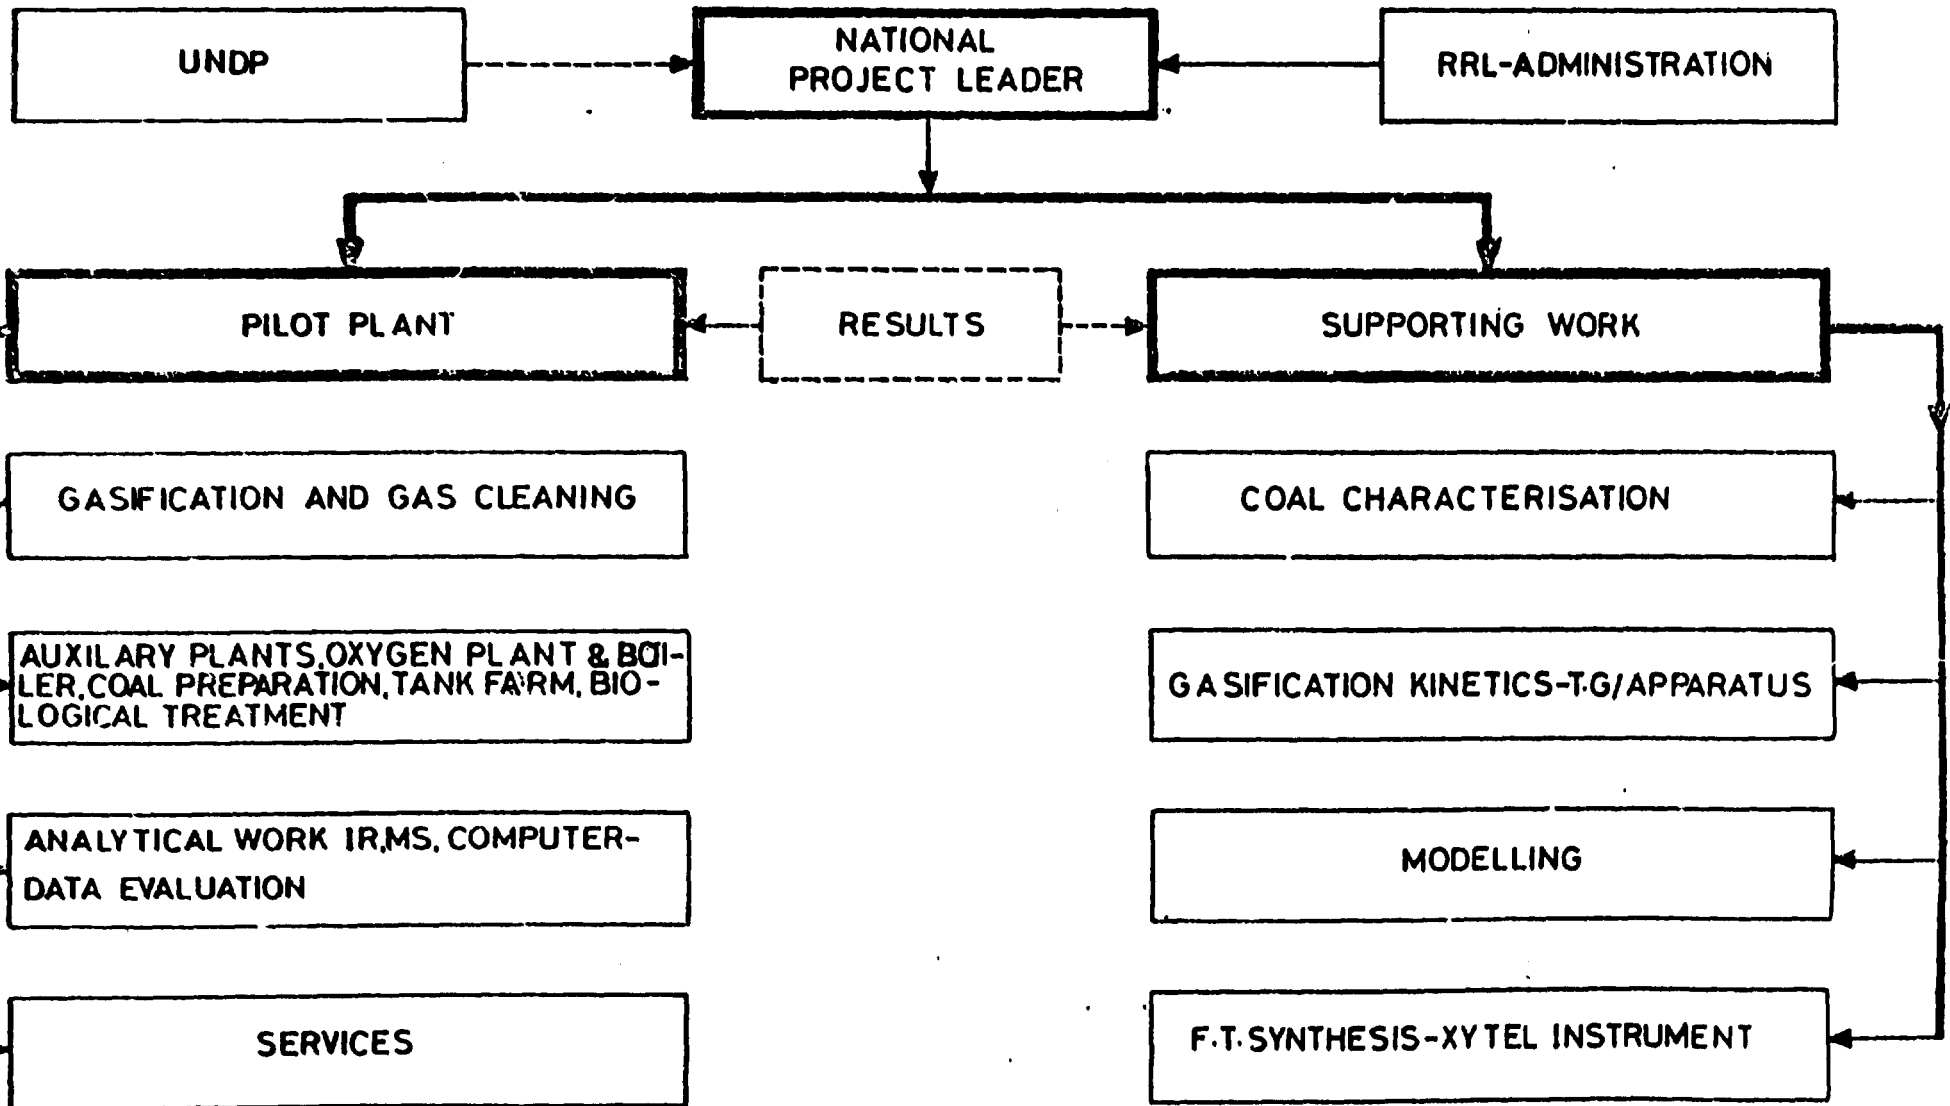 UNDP
NATIONAL
PROJECT LEADER
RRL-ADMINISTRATION
PILOT PLANT
RESULTS
SUPPORTING WORK
GASIFICATION AND GAS CLEANING
COAL CHARACTERISATION
AUXILARY PLANTS, OXYGEN PLANT & BOI-
LER, COAL PREPARATION, TANK FARM, BIO-
LOGICAL TREATMENT
GASIFICATION KINETICS-T.G/APPARATUS
ANALYTICAL WORK IR,MS, COMPUTER-
DATA EVALUATION
MODELLING
SERVICES
F.T. SYNTHESIS-XYTEL INSTRUMENT